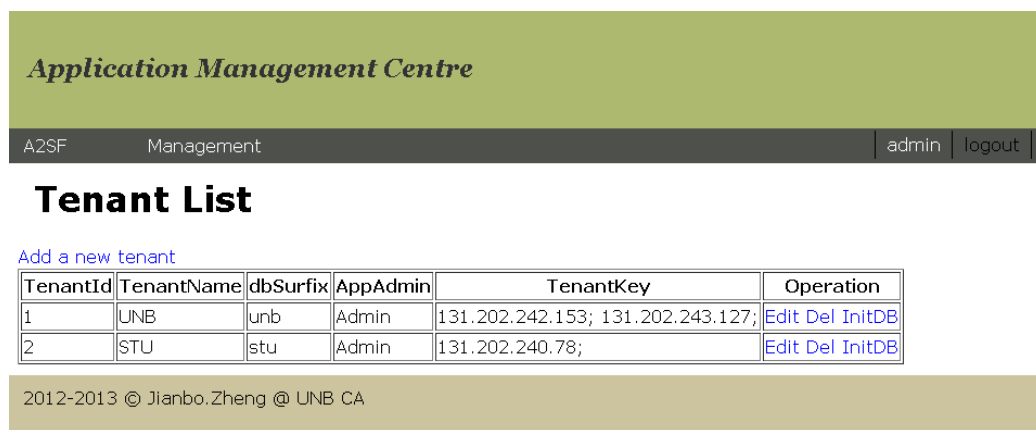 Application Management Centre
A2SF Management admin logout
Tenant List
Add a new tenant
TenantId TenantName dbSurfix AppAdmin TenantKey Operation
1 UNB unb Admin 131.202.242.153; 131.202.243.127; Edit Del InitDB
2 STU stu Admin 131.202.240.78; Edit Del InitDB
2012-2013 © Jianbo.Zheng @ UNB CA